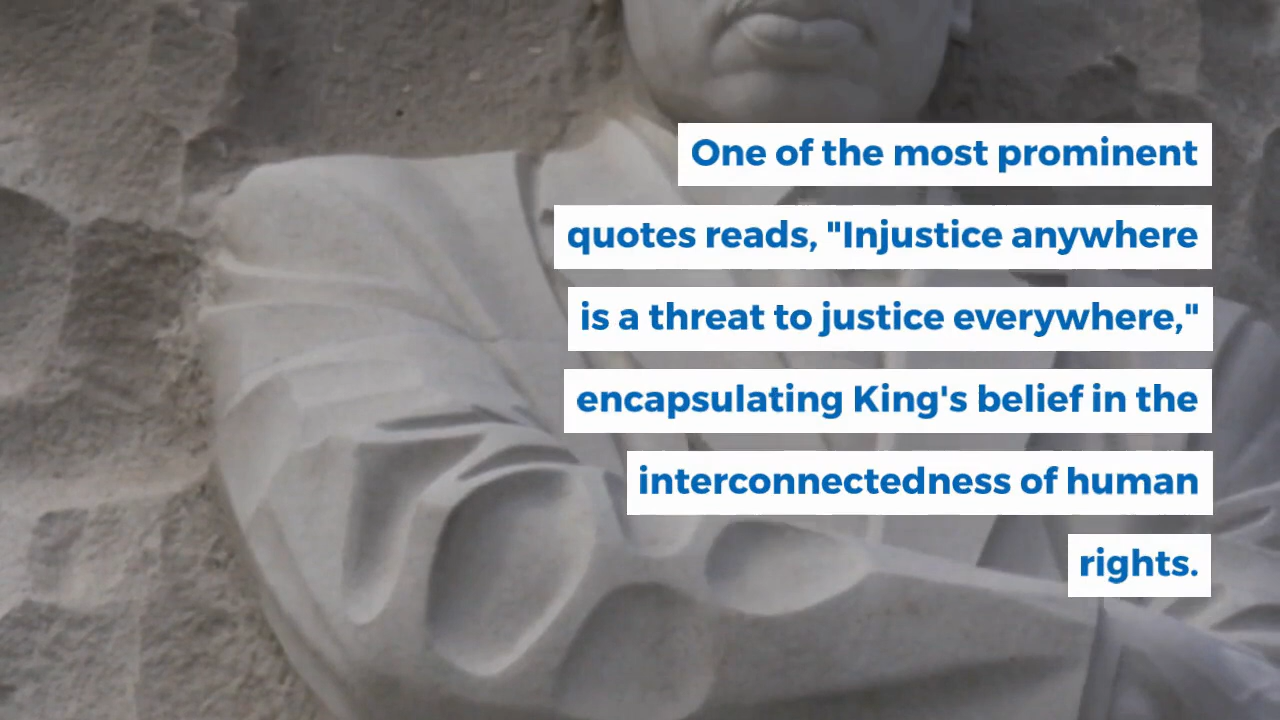 One of the most prominent
quotes reads, "Injustice anywhere
is a threat to justice everywhere,"
encapsulating King's belief in the
interconnectedness of human
rights.